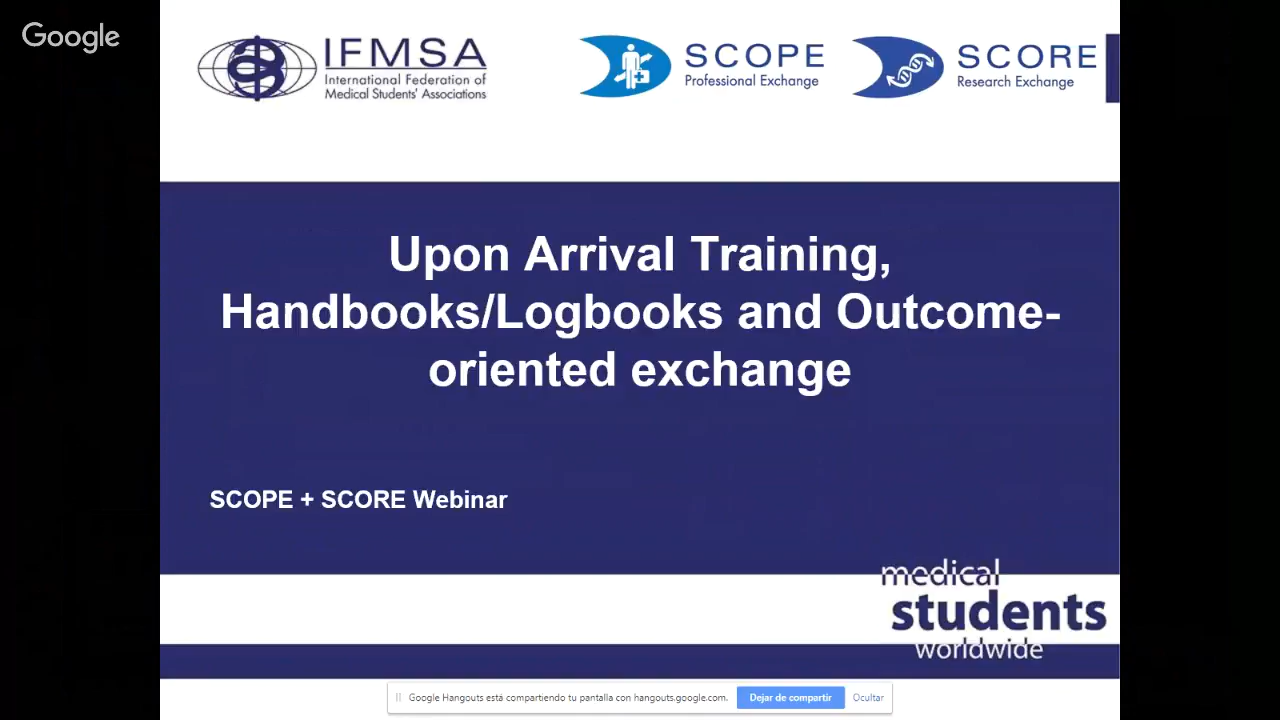 Google
IFMSA
International Federation of
Medical Students' Associations
SCOPE
Professional Exchange
SCORE
Research Exchange
Upon Arrival Training,
Handbooks/Logbooks and Outcome-
oriented exchange
SCOPE + SCORE Webinar
medical
students
worldwide
Google Hangouts está compartiendo tu pantalla con hangouts.google.com.
Dejar de compartir
Ocultar